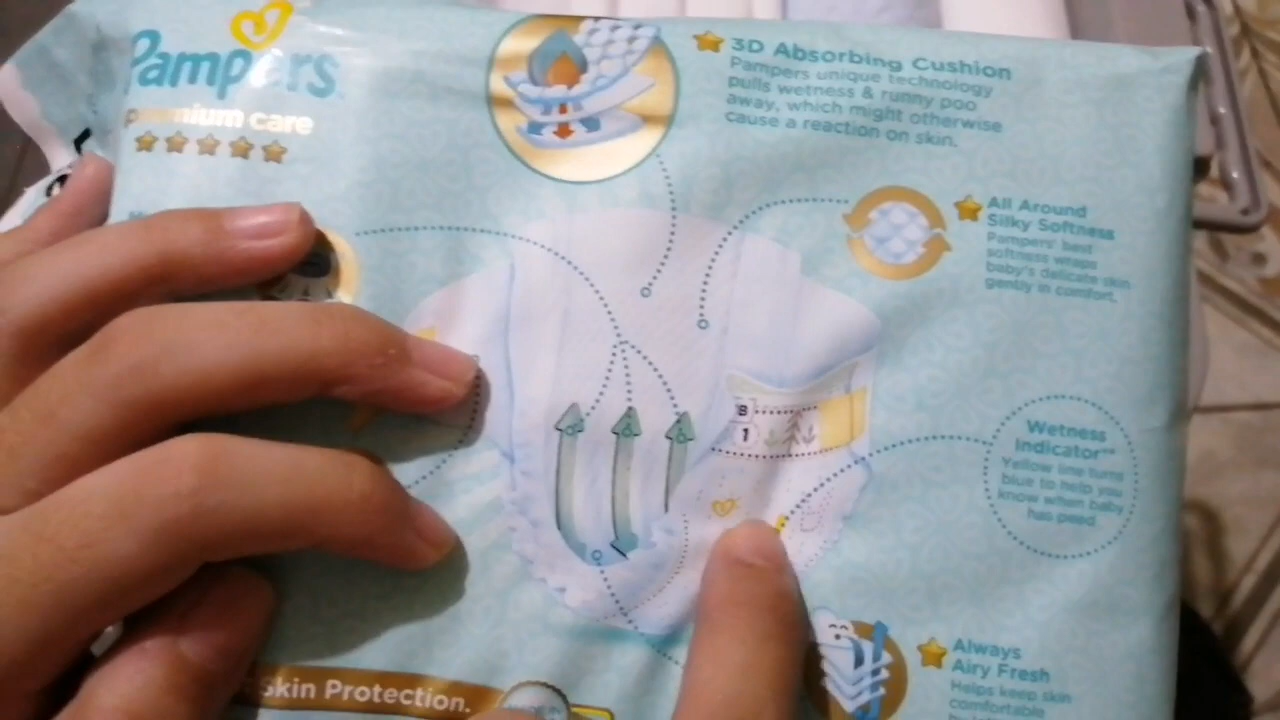 Pampers
premium care
3D Absorbing Cushion
Pampers unique technology
pulls wetness & runny poo
away, which might otherwise
cause a reaction on skin.
All Around
Silky Softness
Pampers' best
softness wraps
baby's delicate skin
gently in comfort.
1
Wetness
Indicator**
Yellow line turns
blue to help you
know when baby
has peed
Always
Airy Fresh
Helps keep skin
comfortable
Skin Protection.